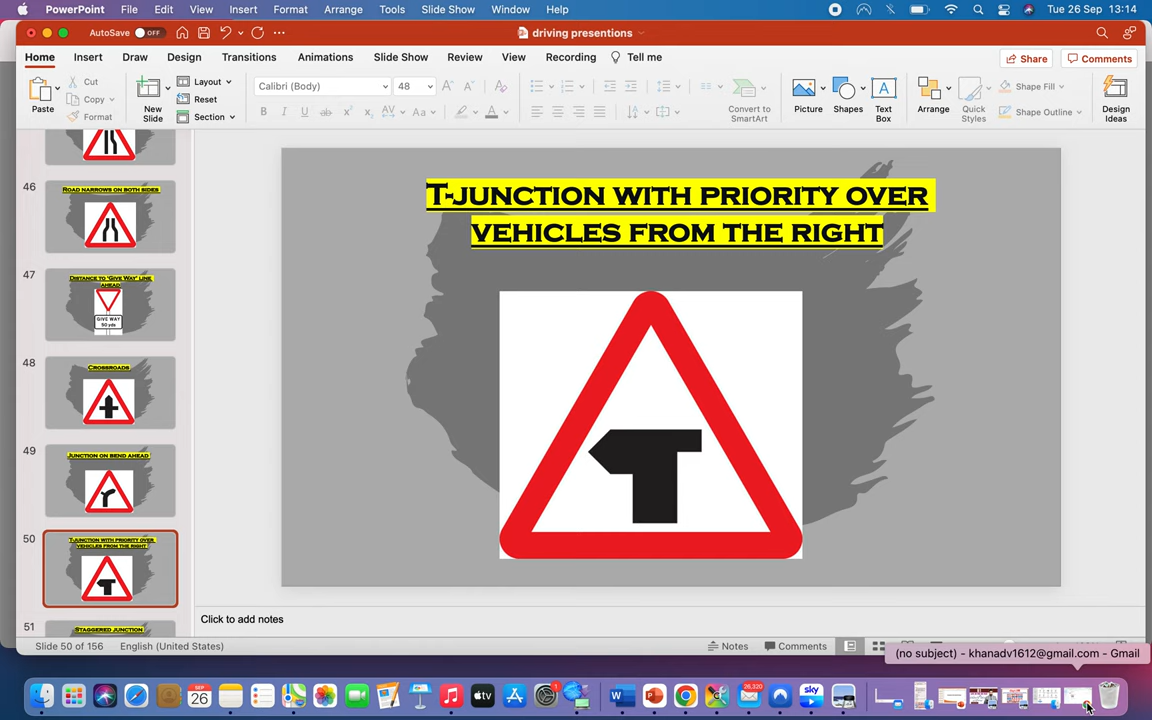 PowerPoint File Edit View Insert Format Arrange Tools Slide Show Window Help Tue 26 Sep 13:14
AutoSave OFF driving presentions
Home Insert Draw Design Transitions Animations Slide Show Review View Recording Tell me Share Comments
Paste Cut Copy Format
New Slide Layout Reset Section
Calibri (Body) 48
Convert to SmartArt
Picture Shapes Text Box Arrange Quick Styles Shape Fill Shape Outline Design Ideas
46
Road narrows on both sides
47
Distance to 'Give Way' line
ahead
GIVE WAY
50 yds
48
Crossroads
49
Junction on bend ahead
50
T-junction with priority over
vehicles from the right
51
Staggered junction
T-junction with priority over
vehicles from the right
Click to add notes
Slide 50 of 156 English (United States) Notes Comments
(no subject) - khanadv1612@gmail.com - Gmail
SEP
26
tv
1
26,320
sky